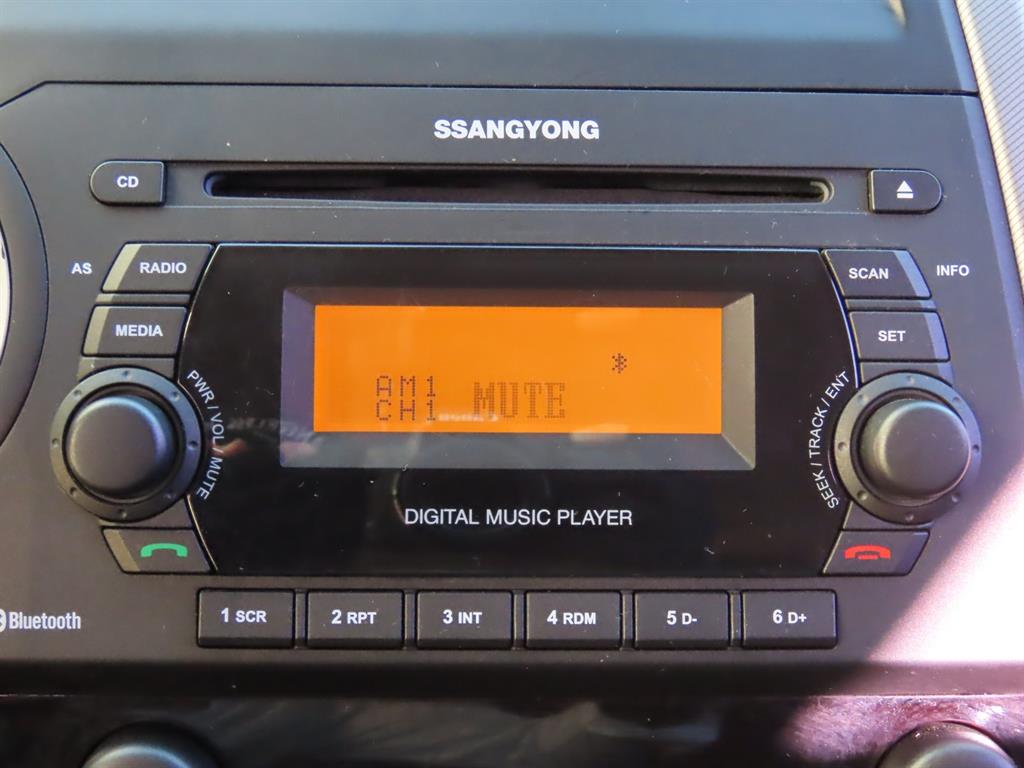 SSANGYONG
CD
AS RADIO
SCAN INFO
MEDIA
SET
PWR / VOL / MUTE
AM1
CH1 MUTE
SEEK / TRACK / ENT
DIGITAL MUSIC PLAYER
Bluetooth
1 SCR 2 RPT 3 INT 4 RDM 5 D- 6 D+